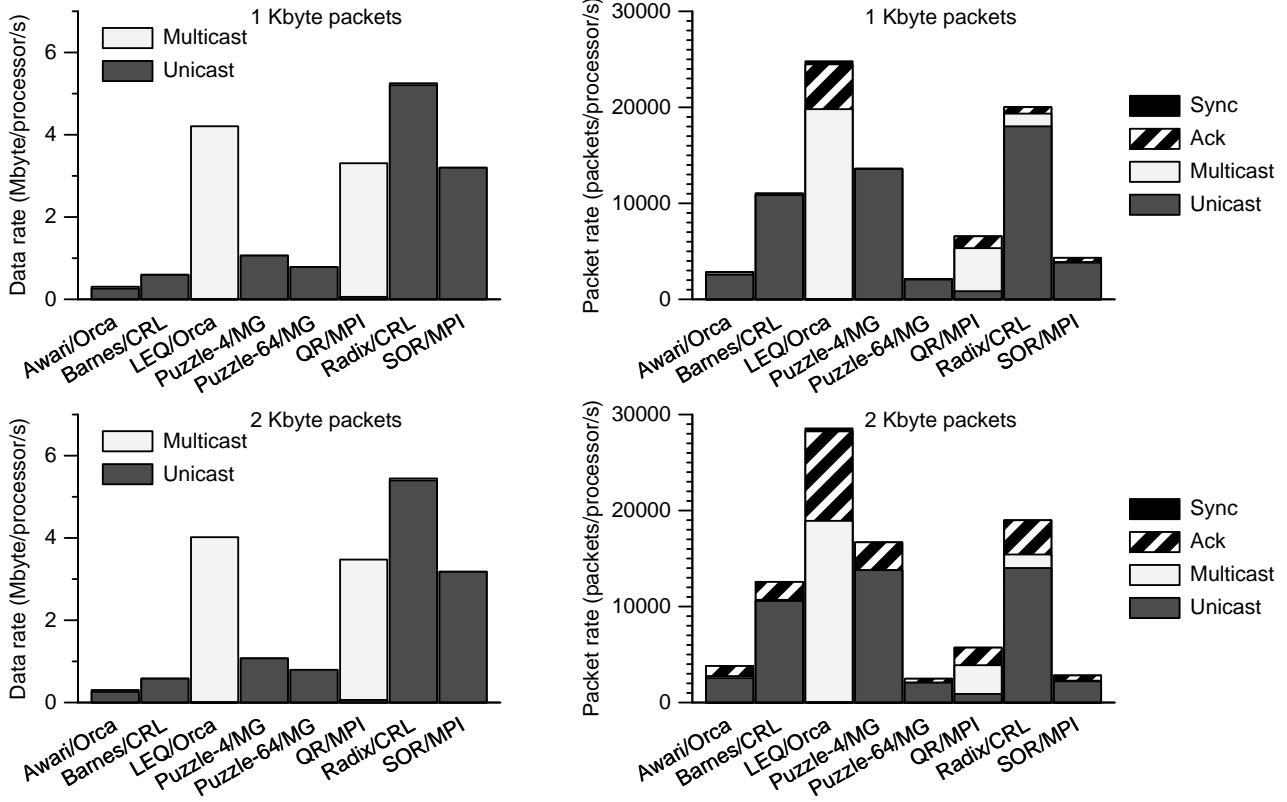 1 Kbyte packets
Data rate (Mbyte/processor/s)
6
4
2
0
Multicast
Unicast
Awari/Orca
Barnes/CRL
LEQ/Orca
Puzzle-4/MG
Puzzle-64/MG
QR/MPI
Radix/CRL
SOR/MPI
1 Kbyte packets
Packet rate (packets/processor/s)
30000
20000
10000
0
Sync
Ack
Multicast
Unicast
Awari/Orca
Barnes/CRL
LEQ/Orca
Puzzle-4/MG
Puzzle-64/MG
QR/MPI
Radix/CRL
SOR/MPI
2 Kbyte packets
Data rate (Mbyte/processor/s)
6
4
2
0
Multicast
Unicast
Awari/Orca
Barnes/CRL
LEQ/Orca
Puzzle-4/MG
Puzzle-64/MG
QR/MPI
Radix/CRL
SOR/MPI
2 Kbyte packets
Packet rate (packets/processor/s)
30000
20000
10000
0
Sync
Ack
Multicast
Unicast
Awari/Orca
Barnes/CRL
LEQ/Orca
Puzzle-4/MG
Puzzle-64/MG
QR/MPI
Radix/CRL
SOR/MPI